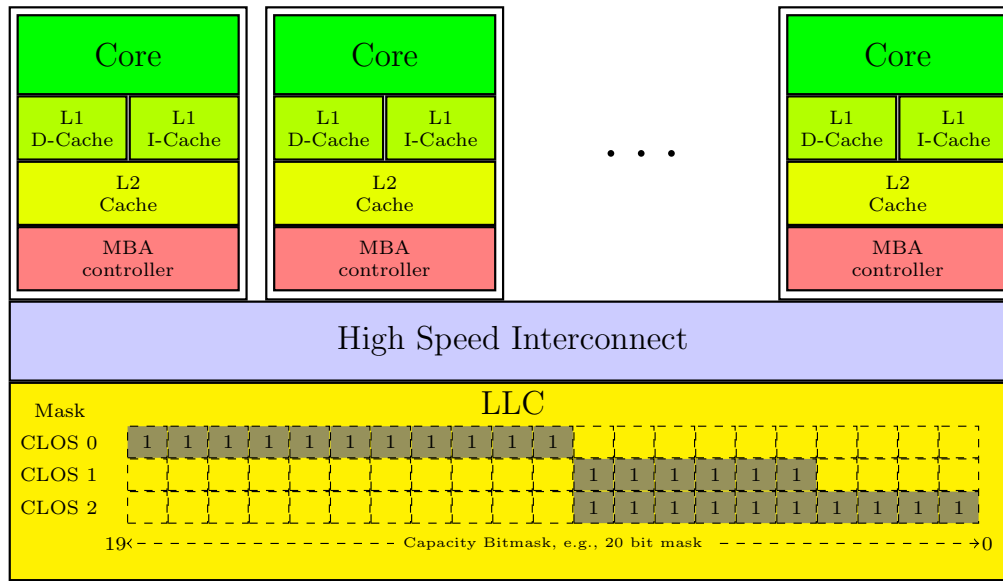 Core Core Core
L1 D-Cache L1 I-Cache L1 D-Cache L1 I-Cache . . . L1 D-Cache L1 I-Cache
L2 Cache L2 Cache L2 Cache
MBA controller MBA controller MBA controller
High Speed Interconnect
LLC
Mask
CLOS 0 1 1 1 1 1 1 1 1 1 1 1
CLOS 1 1 1 1 1 1 1
CLOS 2 1 1 1 1 1 1 1 1 1 1
19 Capacity Bitmask, e.g., 20 bit mask 0